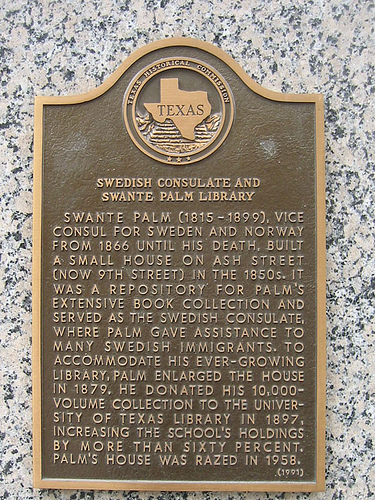 TEXAS HISTORICAL COMMISSION
TEXAS
SWEDISH CONSULATE AND
SWANTE PALM LIBRARY
SWANTE PALM (1815-1899), VICE
CONSUL FOR SWEDEN AND NORWAY
FROM 1866 UNTIL HIS DEATH, BUILT
A SMALL HOUSE ON ASH STREET
(NOW 9TH STREET) IN THE 1850s. IT
WAS A REPOSITORY FOR PALM'S
EXTENSIVE BOOK COLLECTION AND
SERVED AS THE SWEDISH CONSULATE,
WHERE PALM GAVE ASSISTANCE TO
MANY SWEDISH IMMIGRANTS. TO
ACCOMMODATE HIS EVER-GROWING
LIBRARY, PALM ENLARGED THE HOUSE
IN 1879. HE DONATED HIS 10,000-
VOLUME COLLECTION TO THE UNIVER-
SITY OF TEXAS LIBRARY IN 1897,
INCREASING THE SCHOOL'S HOLDINGS
BY MORE THAN SIXTY PERCENT.
PALM'S HOUSE WAS RAZED IN 1958.
(1991)